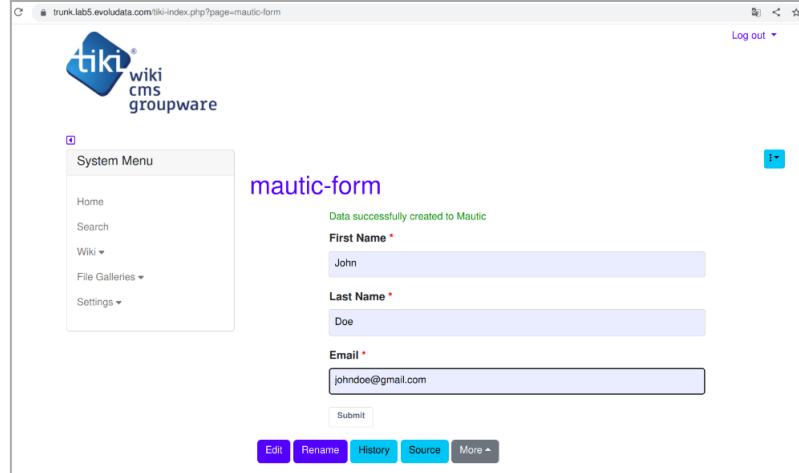 trunk.lab5.evoludata.com/tiki-index.php?page=mautic-form
Log out
tiki®
wiki
cms
groupware
System Menu
Home
Search
Wiki
File Galleries
Settings
mautic-form
Data successfully created to Mautic
First Name *
John
Last Name *
Doe
Email *
johndoe@gmail.com
Submit
Edit Rename History Source More